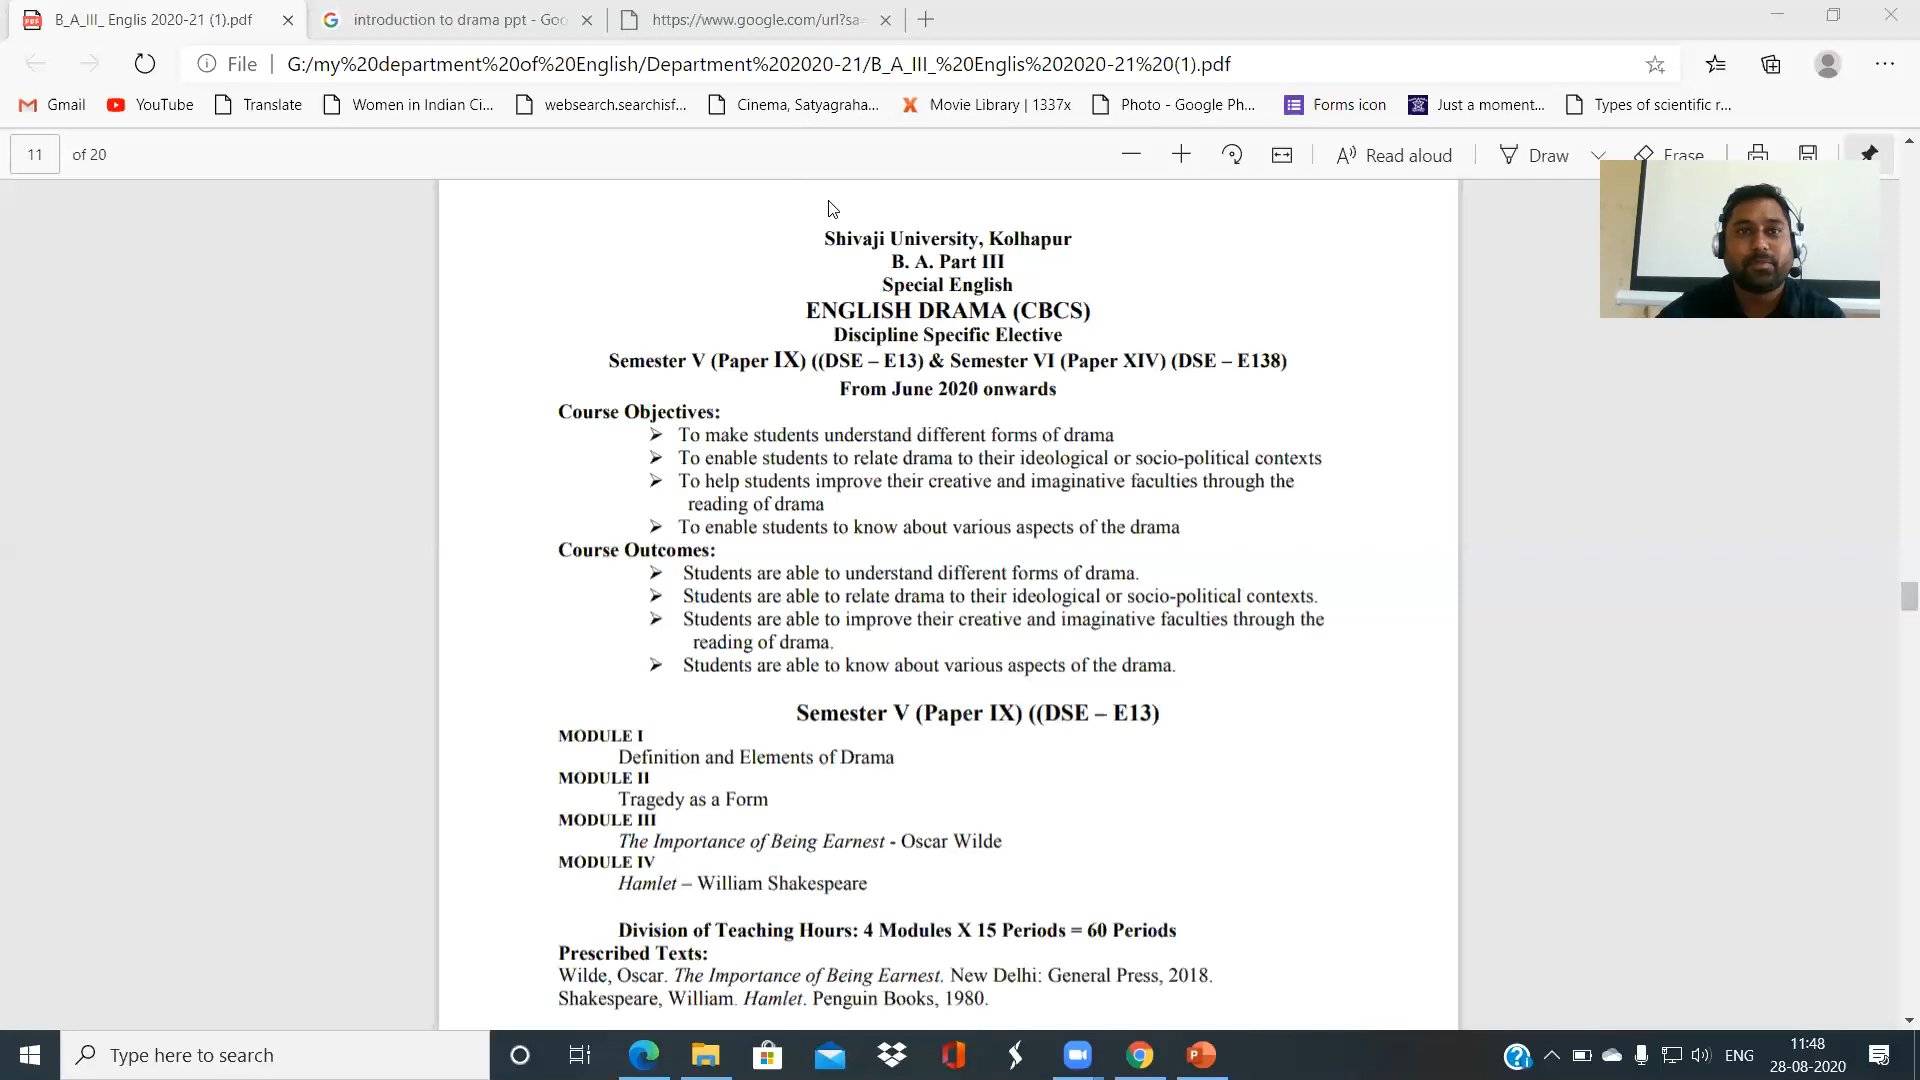 B_A_III_ Englis 2020-21 (1).pdf
introduction to drama ppt - Goo
https://www.google.com/url?sa=
File
G:/my%20department%20of%20English/Department%202020-21/B_A_III_%20Englis%202020-21%20(1).pdf
Gmail
YouTube
Translate
Women in Indian Ci...
websearch.searchisf...
Cinema, Satyagraha...
Movie Library | 1337x
Photo - Google Ph...
Forms icon
Just a moment...
Types of scientific r...
11 of 20
Read aloud
Draw
Erase
Shivaji University, Kolhapur
B. A. Part III
Special English
ENGLISH DRAMA (CBCS)
Discipline Specific Elective
Semester V (Paper IX) ((DSE – E13) & Semester VI (Paper XIV) (DSE – E138)
From June 2020 onwards
Course Objectives:
➢ To make students understand different forms of drama
➢ To enable students to relate drama to their ideological or socio-political contexts
➢ To help students improve their creative and imaginative faculties through the
reading of drama
➢ To enable students to know about various aspects of the drama
Course Outcomes:
➢ Students are able to understand different forms of drama.
➢ Students are able to relate drama to their ideological or socio-political contexts.
➢ Students are able to improve their creative and imaginative faculties through the
reading of drama.
➢ Students are able to know about various aspects of the drama.
Semester V (Paper IX) ((DSE – E13)
MODULE I
Definition and Elements of Drama
MODULE II
Tragedy as a Form
MODULE III
The Importance of Being Earnest - Oscar Wilde
MODULE IV
Hamlet – William Shakespeare
Division of Teaching Hours: 4 Modules X 15 Periods = 60 Periods
Prescribed Texts:
Wilde, Oscar. The Importance of Being Earnest. New Delhi: General Press, 2018.
Shakespeare, William. Hamlet. Penguin Books, 1980.
Type here to search
ENG
11:48
28-08-2020